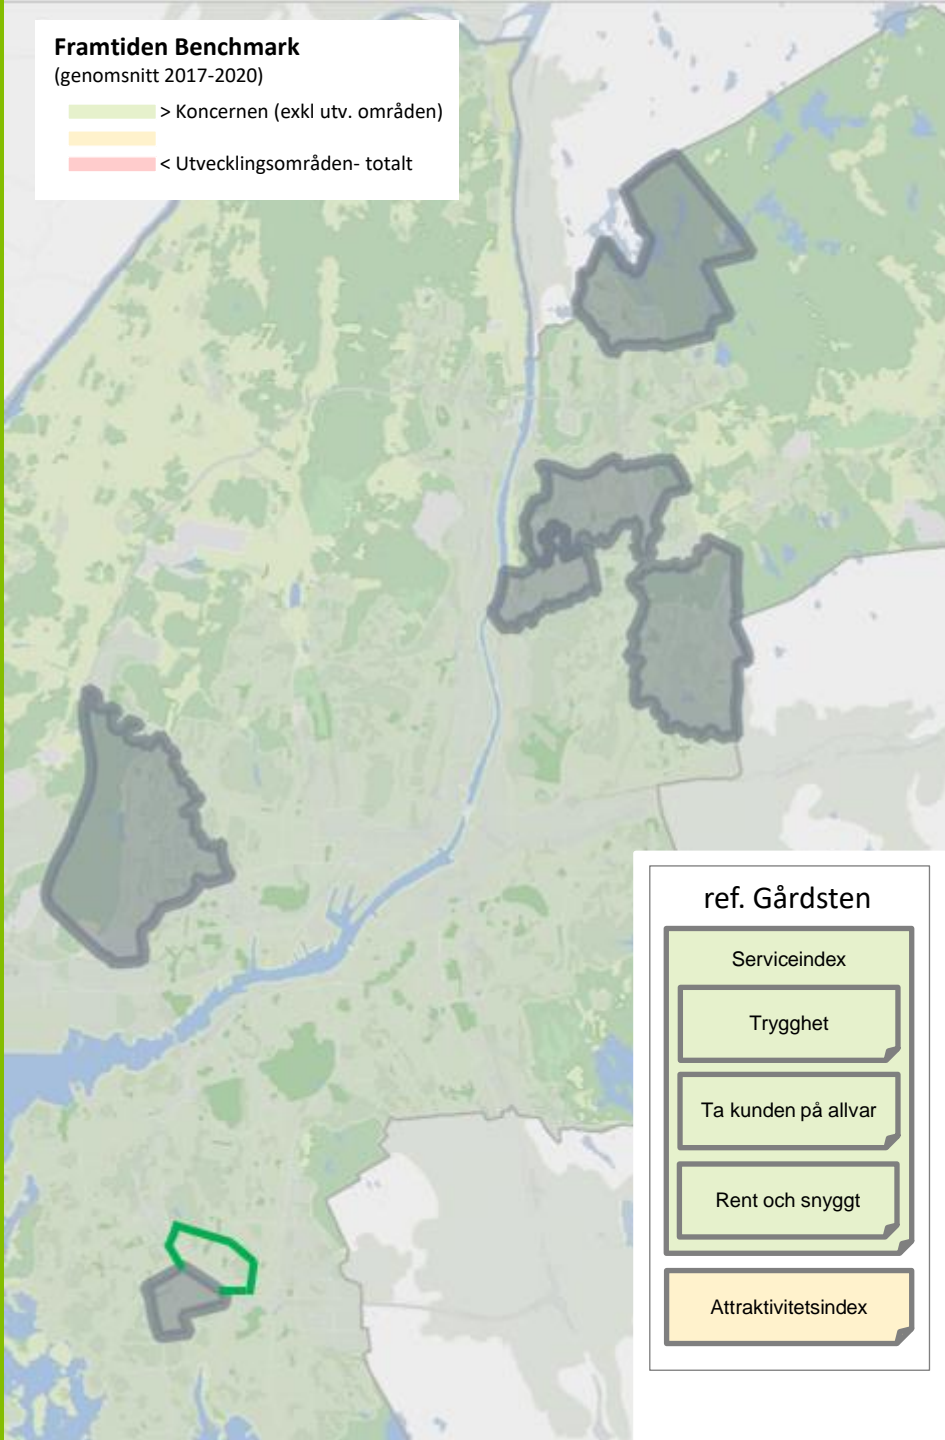 Framtiden Benchmark
(genomsnitt 2017-2020)
> Koncernen (exkl utv. områden)
< Utvecklingsområden- totalt
ref. Gårdsten
Serviceindex
Trygghet
Ta kunden på allvar
Rent och snyggt
Attraktivitetsindex